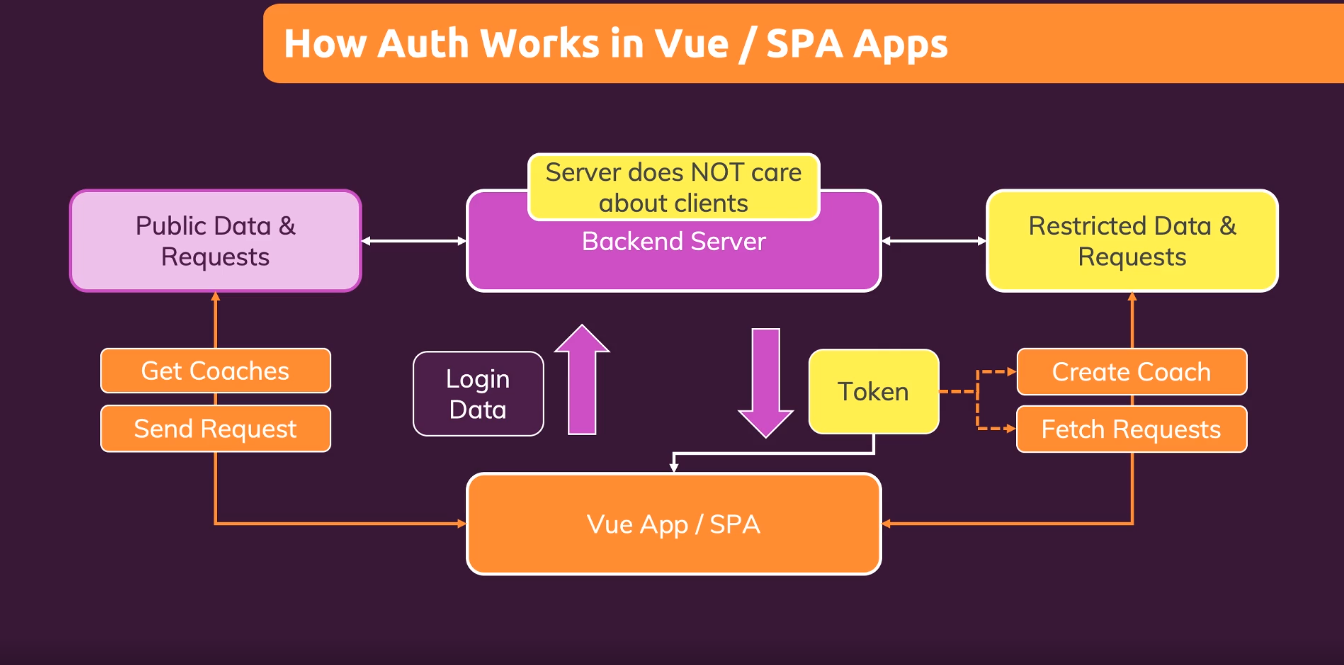 How Auth Works in Vue / SPA Apps
Server does NOT care
about clients
Public Data &
Requests
Backend Server
Restricted Data &
Requests
Get Coaches
Send Request
Login
Data
Token
Create Coach
Fetch Requests
Vue App / SPA